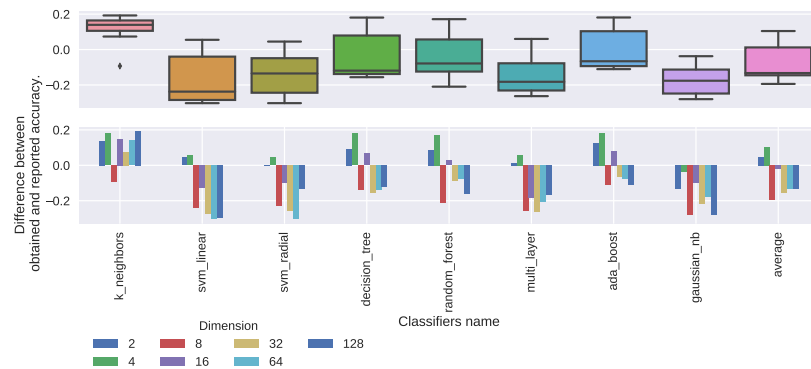 0.2
0.0
−0.2
0.2
0.0
−0.2
Difference between
obtained and reported accuracy.
k_neighbors
svm_linear
svm_radial
decision_tree
random_forest
multi_layer
ada_boost
gaussian_nb
average
Classifiers name
Dimension
2 8 32 128
4 16 64